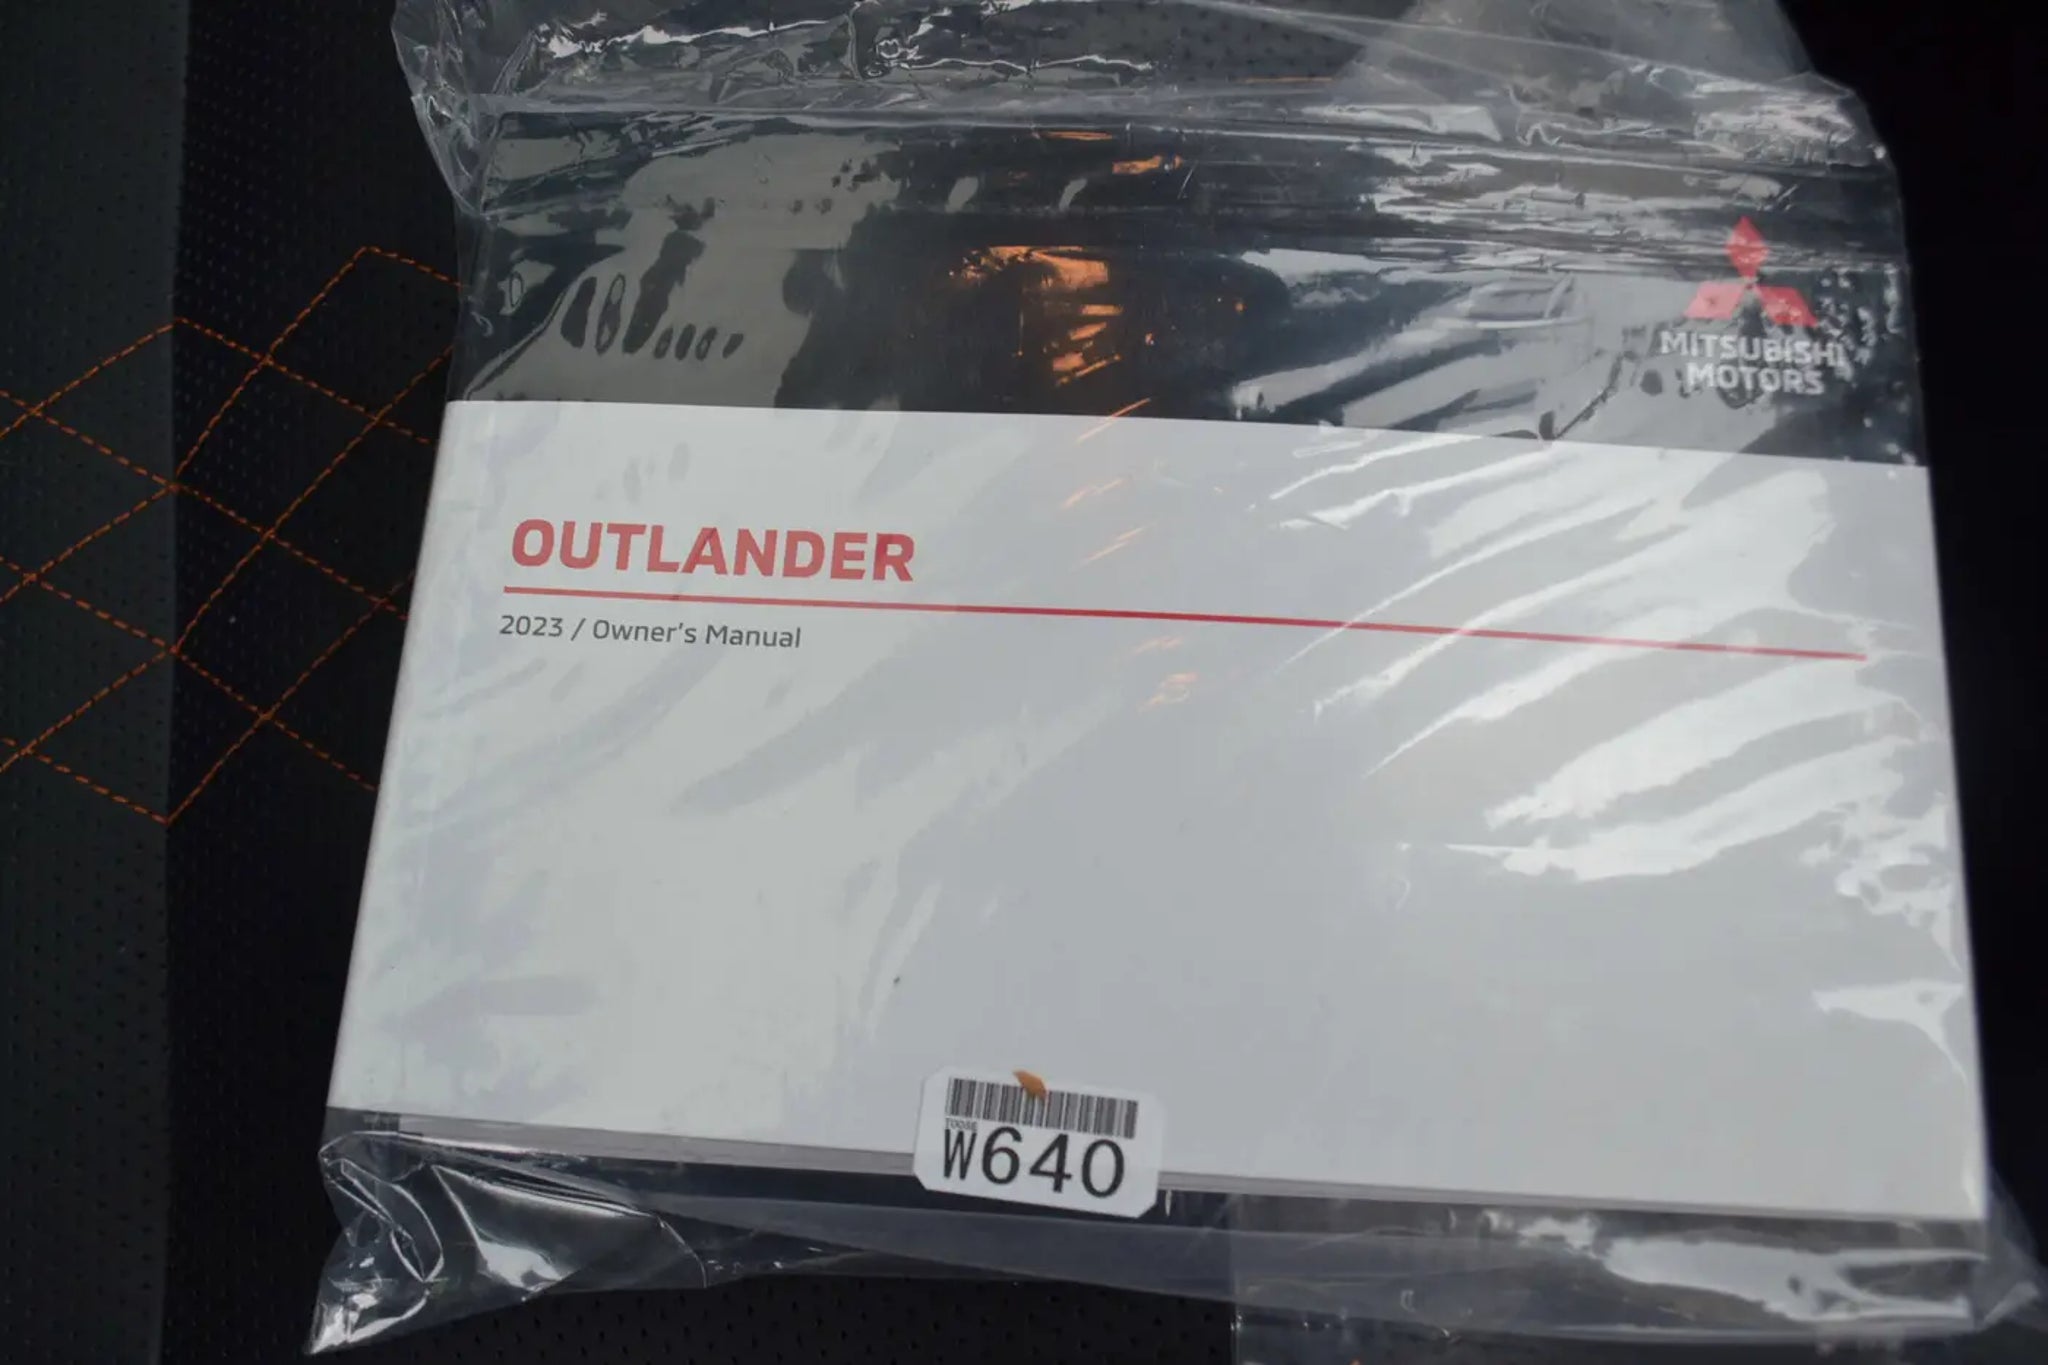 MITSUBISHI
MOTORS
OUTLANDER
2023 / Owner's Manual
W640